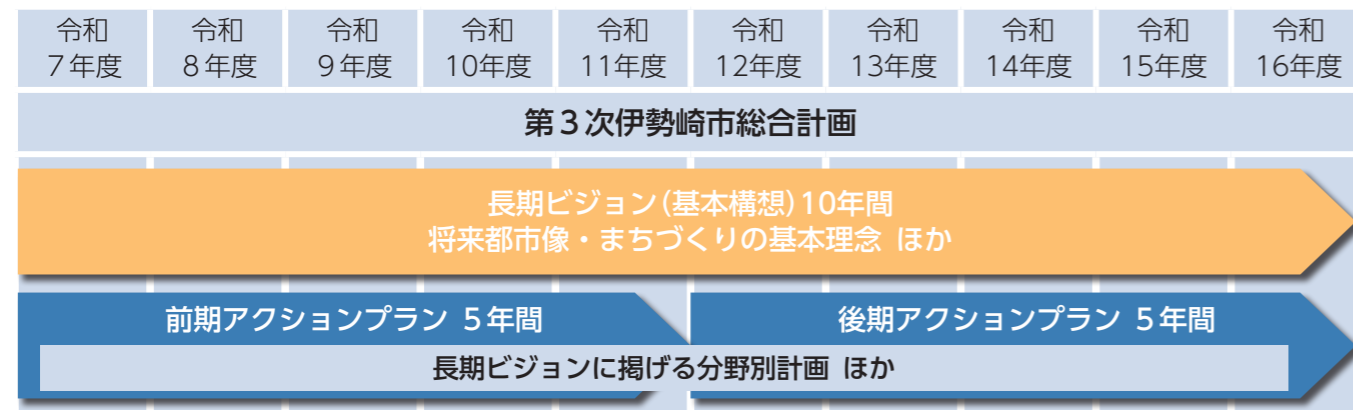 令和 令和 令和 令和 令和 令和 令和 令和 令和 令和
7年度 8年度 9年度 10年度 11年度 12年度 13年度 14年度 15年度 16年度
第3次伊勢崎市総合計画
長期ビジョン(基本構想)10年間
将来都市像・まちづくりの基本理念 ほか
前期アクションプラン 5年間 後期アクションプラン 5年間
長期ビジョンに掲げる分野別計画 ほか